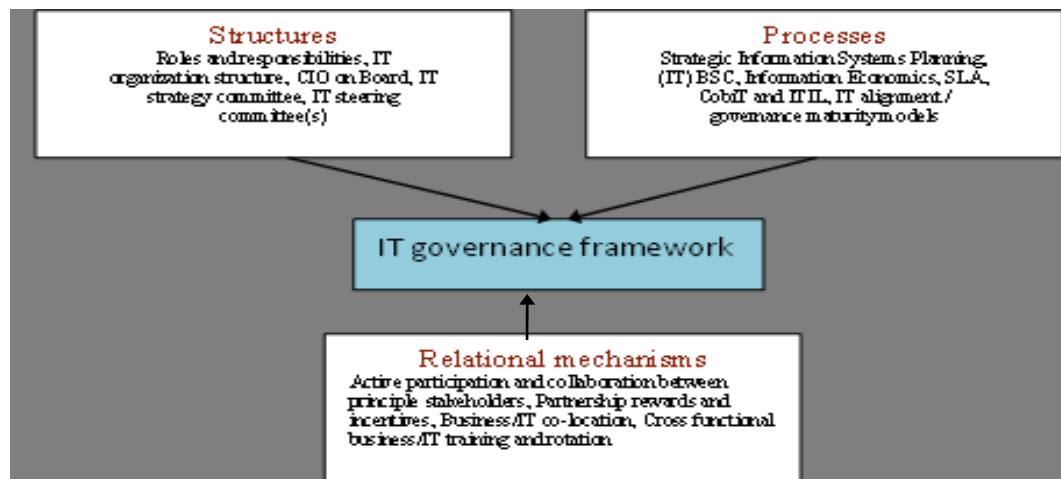 Structures
Roles and responsibilities, IT
organization structure, CIO on Board, IT
strategy committee, IT steering
committee(s)
Processes
Strategic Information Systems Planning,
(IT) BSC, Information Economics, SLA,
CobiT and ITIL, IT alignment /
governance maturity models
IT governance framework
Relational mechanisms
Active participation and collaboration between
principle stakeholders, Partnership rewards and
incentives, Business/IT co-location, Cross functional
business/IT training and rotation